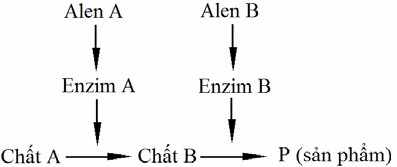 Alen A Alen B
Enzim A Enzim B
Chất A Chất B P (sản phẩm)